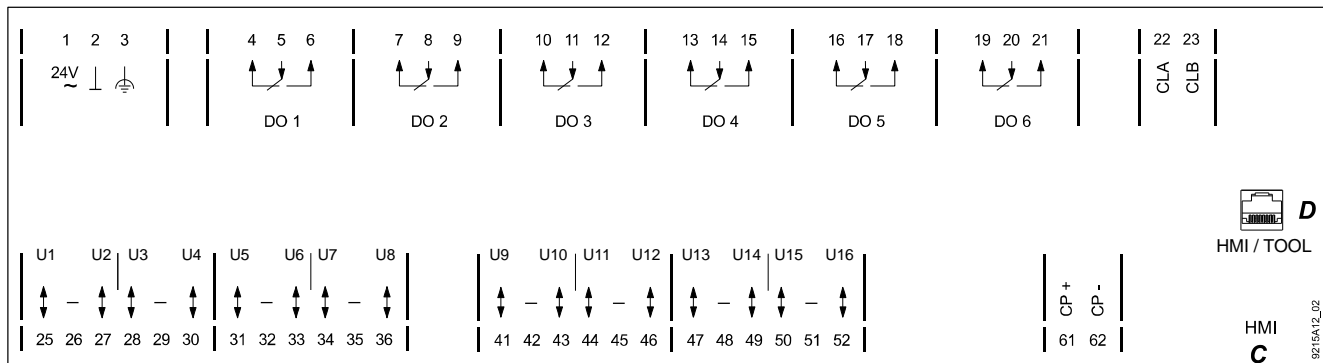 1 2 3 4 5 6 7 8 9 10 11 12 13 14 15 16 17 18 19 20 21 22 23
24V
~
CLA
CLB
DO 1 DO 2 DO 3 DO 4 DO 5 DO 6
D
HMI / TOOL
U1 U2 U3 U4 U5 U6 U7 U8 U9 U10 U11 U12 U13 U14 U15 U16
– – – – – – – –
CP +
CP -
25 26 27 28 29 30 31 32 33 34 35 36 41 42 43 44 45 46 47 48 49 50 51 52 61 62
HMI
C
9215A12_02